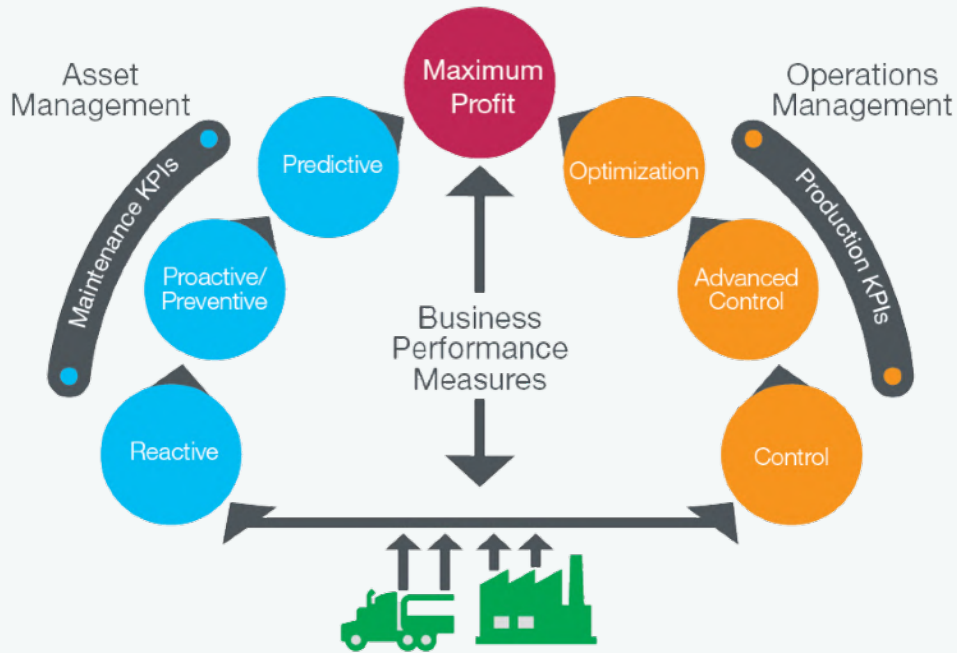 Asset
Management
Maintenance KPIs
Predictive
Proactive/
Preventive
Reactive
Maximum
Profit
Business
Performance
Measures
Operations
Management
Production KPIs
Optimization
Advanced
Control
Control